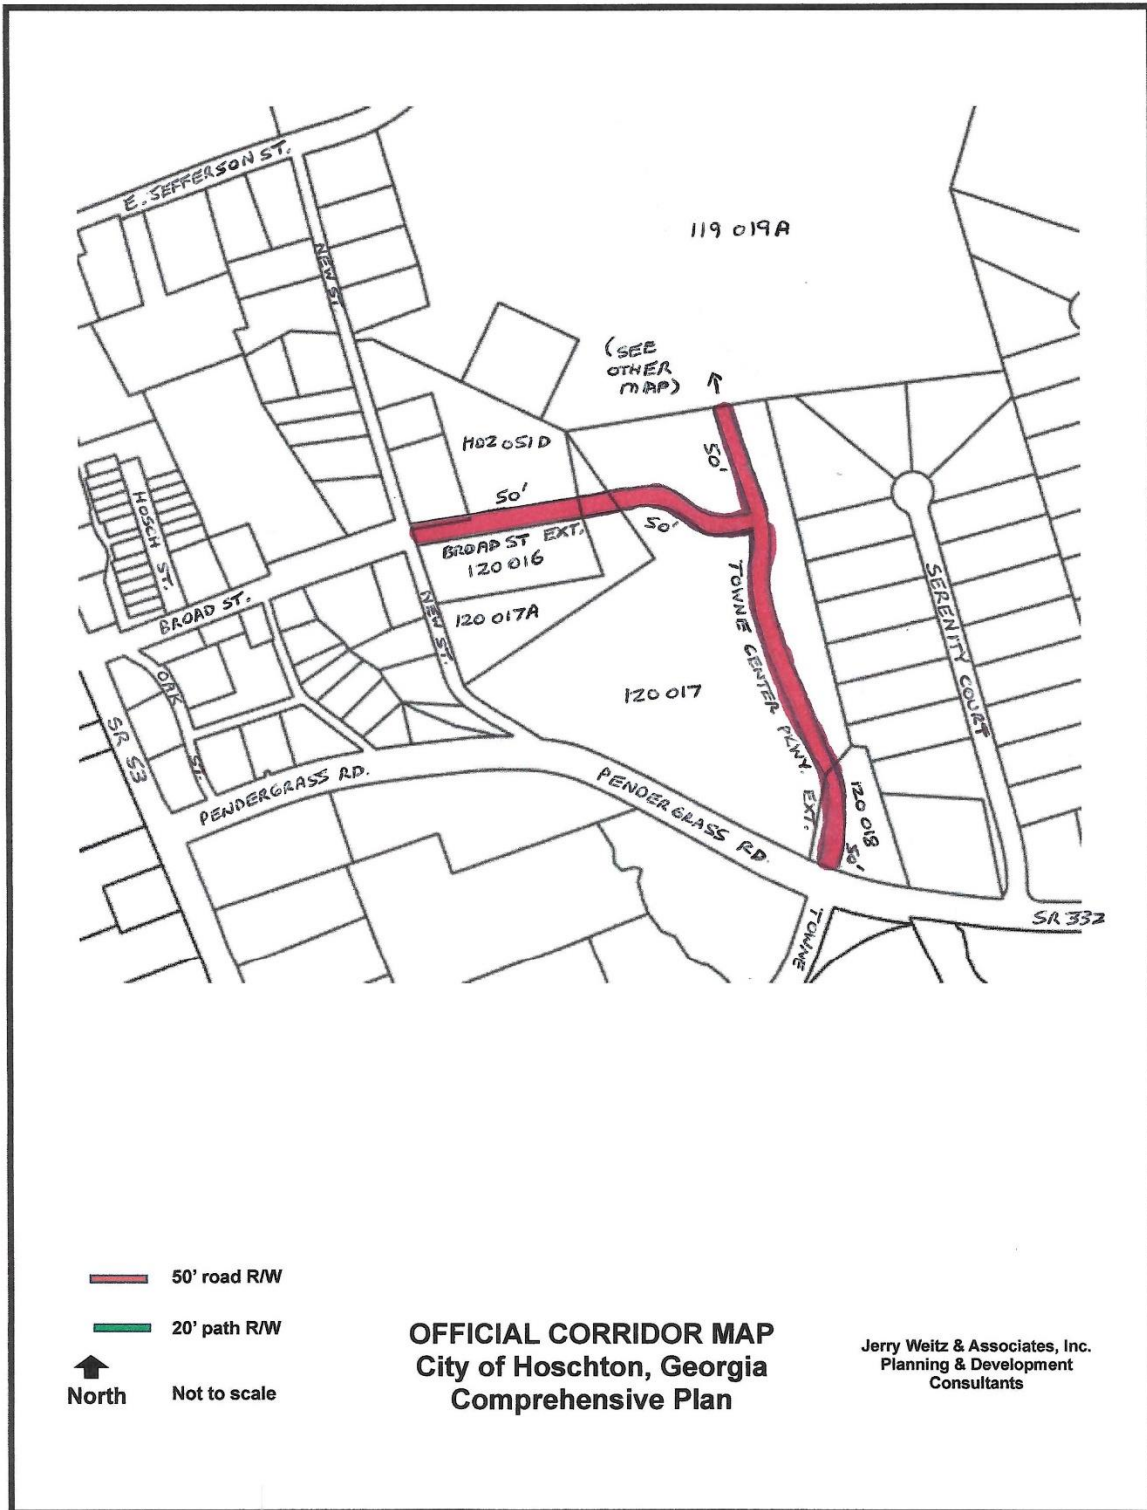 E. SEFFERSON ST.
NEW ST.
119 019A
(SEE
OTHER
MAP)
H02 051D
50'
50'
50'
HOSCH ST.
BROAD ST EXT.
120 016
BROAD ST.
NEW ST.
120 017A
TOWNE CENTER PKWY. EXT.
SERENITY COURT
OAK ST.
120 017
SR 53
PENDERGRASS RD.
PENDERGRASS RD.
120 018
50'
TOWNE
SR 332
50' road R/W
20' path R/W
North
Not to scale
OFFICIAL CORRIDOR MAP
City of Hoschton, Georgia
Comprehensive Plan
Jerry Weitz & Associates, Inc.
Planning & Development
Consultants